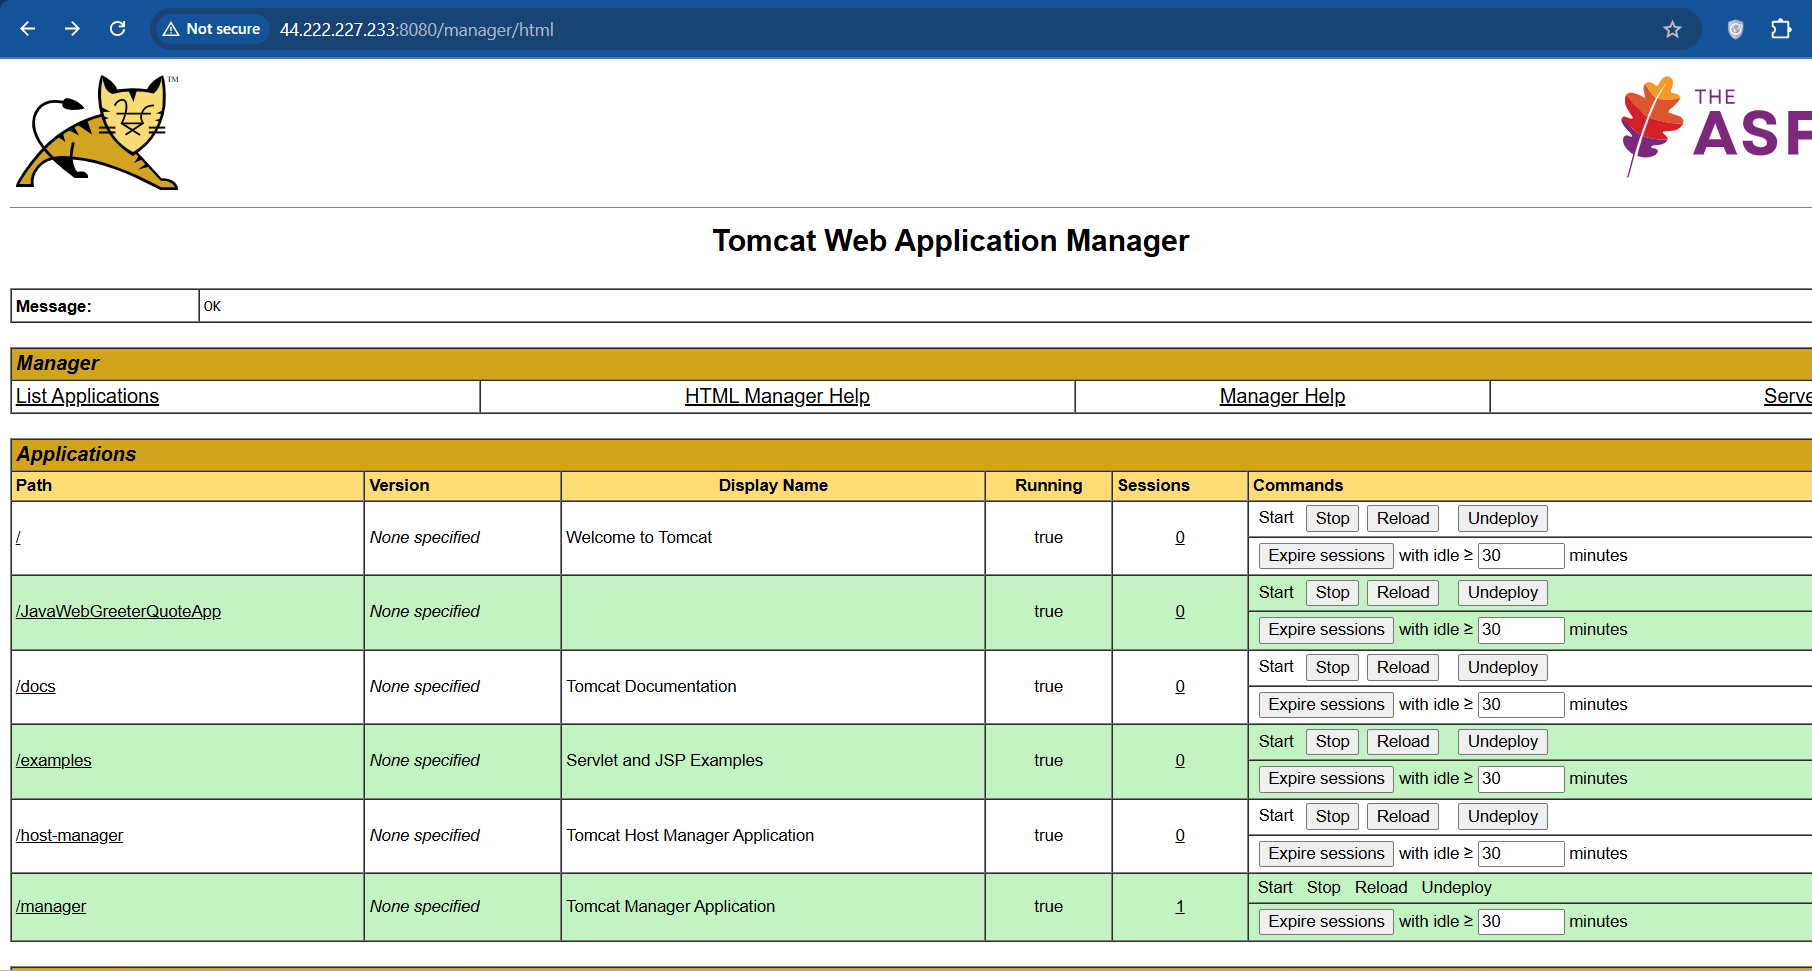 Not secure 44.222.227.233:8080/manager/html
TM
THE
ASF
Tomcat Web Application Manager
Message: OK
Manager
List Applications HTML Manager Help Manager Help Serve
Applications
Path Version Display Name Running Sessions Commands
/ None specified Welcome to Tomcat true 0 Start Stop Reload Undeploy
Expire sessions with idle ≥ 30 minutes
/JavaWebGreeterQuoteApp None specified true 0 Start Stop Reload Undeploy
Expire sessions with idle ≥ 30 minutes
/docs None specified Tomcat Documentation true 0 Start Stop Reload Undeploy
Expire sessions with idle ≥ 30 minutes
/examples None specified Servlet and JSP Examples true 0 Start Stop Reload Undeploy
Expire sessions with idle ≥ 30 minutes
/host-manager None specified Tomcat Host Manager Application true 0 Start Stop Reload Undeploy
Expire sessions with idle ≥ 30 minutes
/manager None specified Tomcat Manager Application true 1 Start Stop Reload Undeploy
Expire sessions with idle ≥ 30 minutes